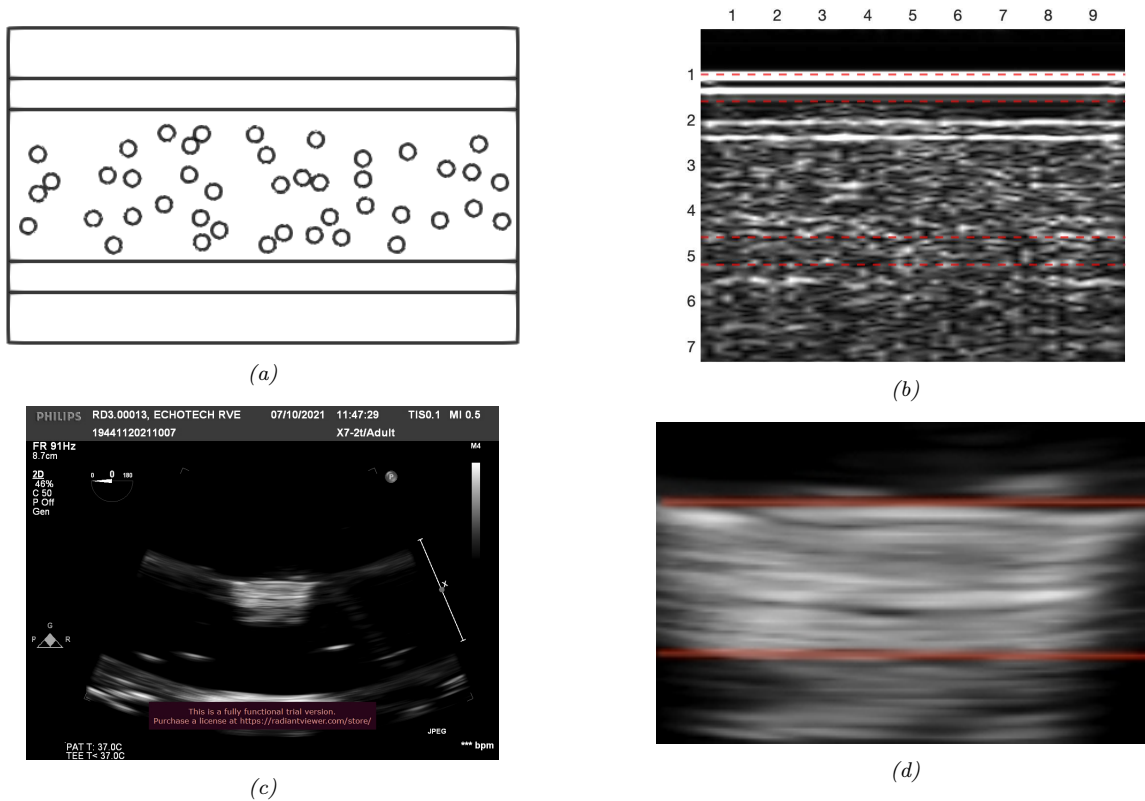 1 2 3 4 5 6 7 8 9
1
2
3
4
5
6
7
(a)
(b)
PHILIPS RD3.00013, ECHOTECH RVE 07/10/2021 11:47:29 TIS0.1 MI 0.5
19441120211007 X7-2t/Adult
FR 91Hz
8.7cm
M4
2D
46%
C 50
P Off
Gen
0 0 180
P
G
P R
x
This is a fully functional trial version.
Purchase a license at https://radiantviewer.com/store/
JPEG
PAT T: 37.0C
TEE T< 37.0C
*** bpm
(c)
(d)